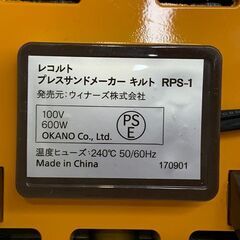 レコルト
プレスサンドメーカー キルト RPS-1
発売元：ウィナーズ株式会社
100V
600W
OKANO Co., Ltd.
PS
E
温度ヒューズ：240℃ 50/60Hz
Made in China
170901